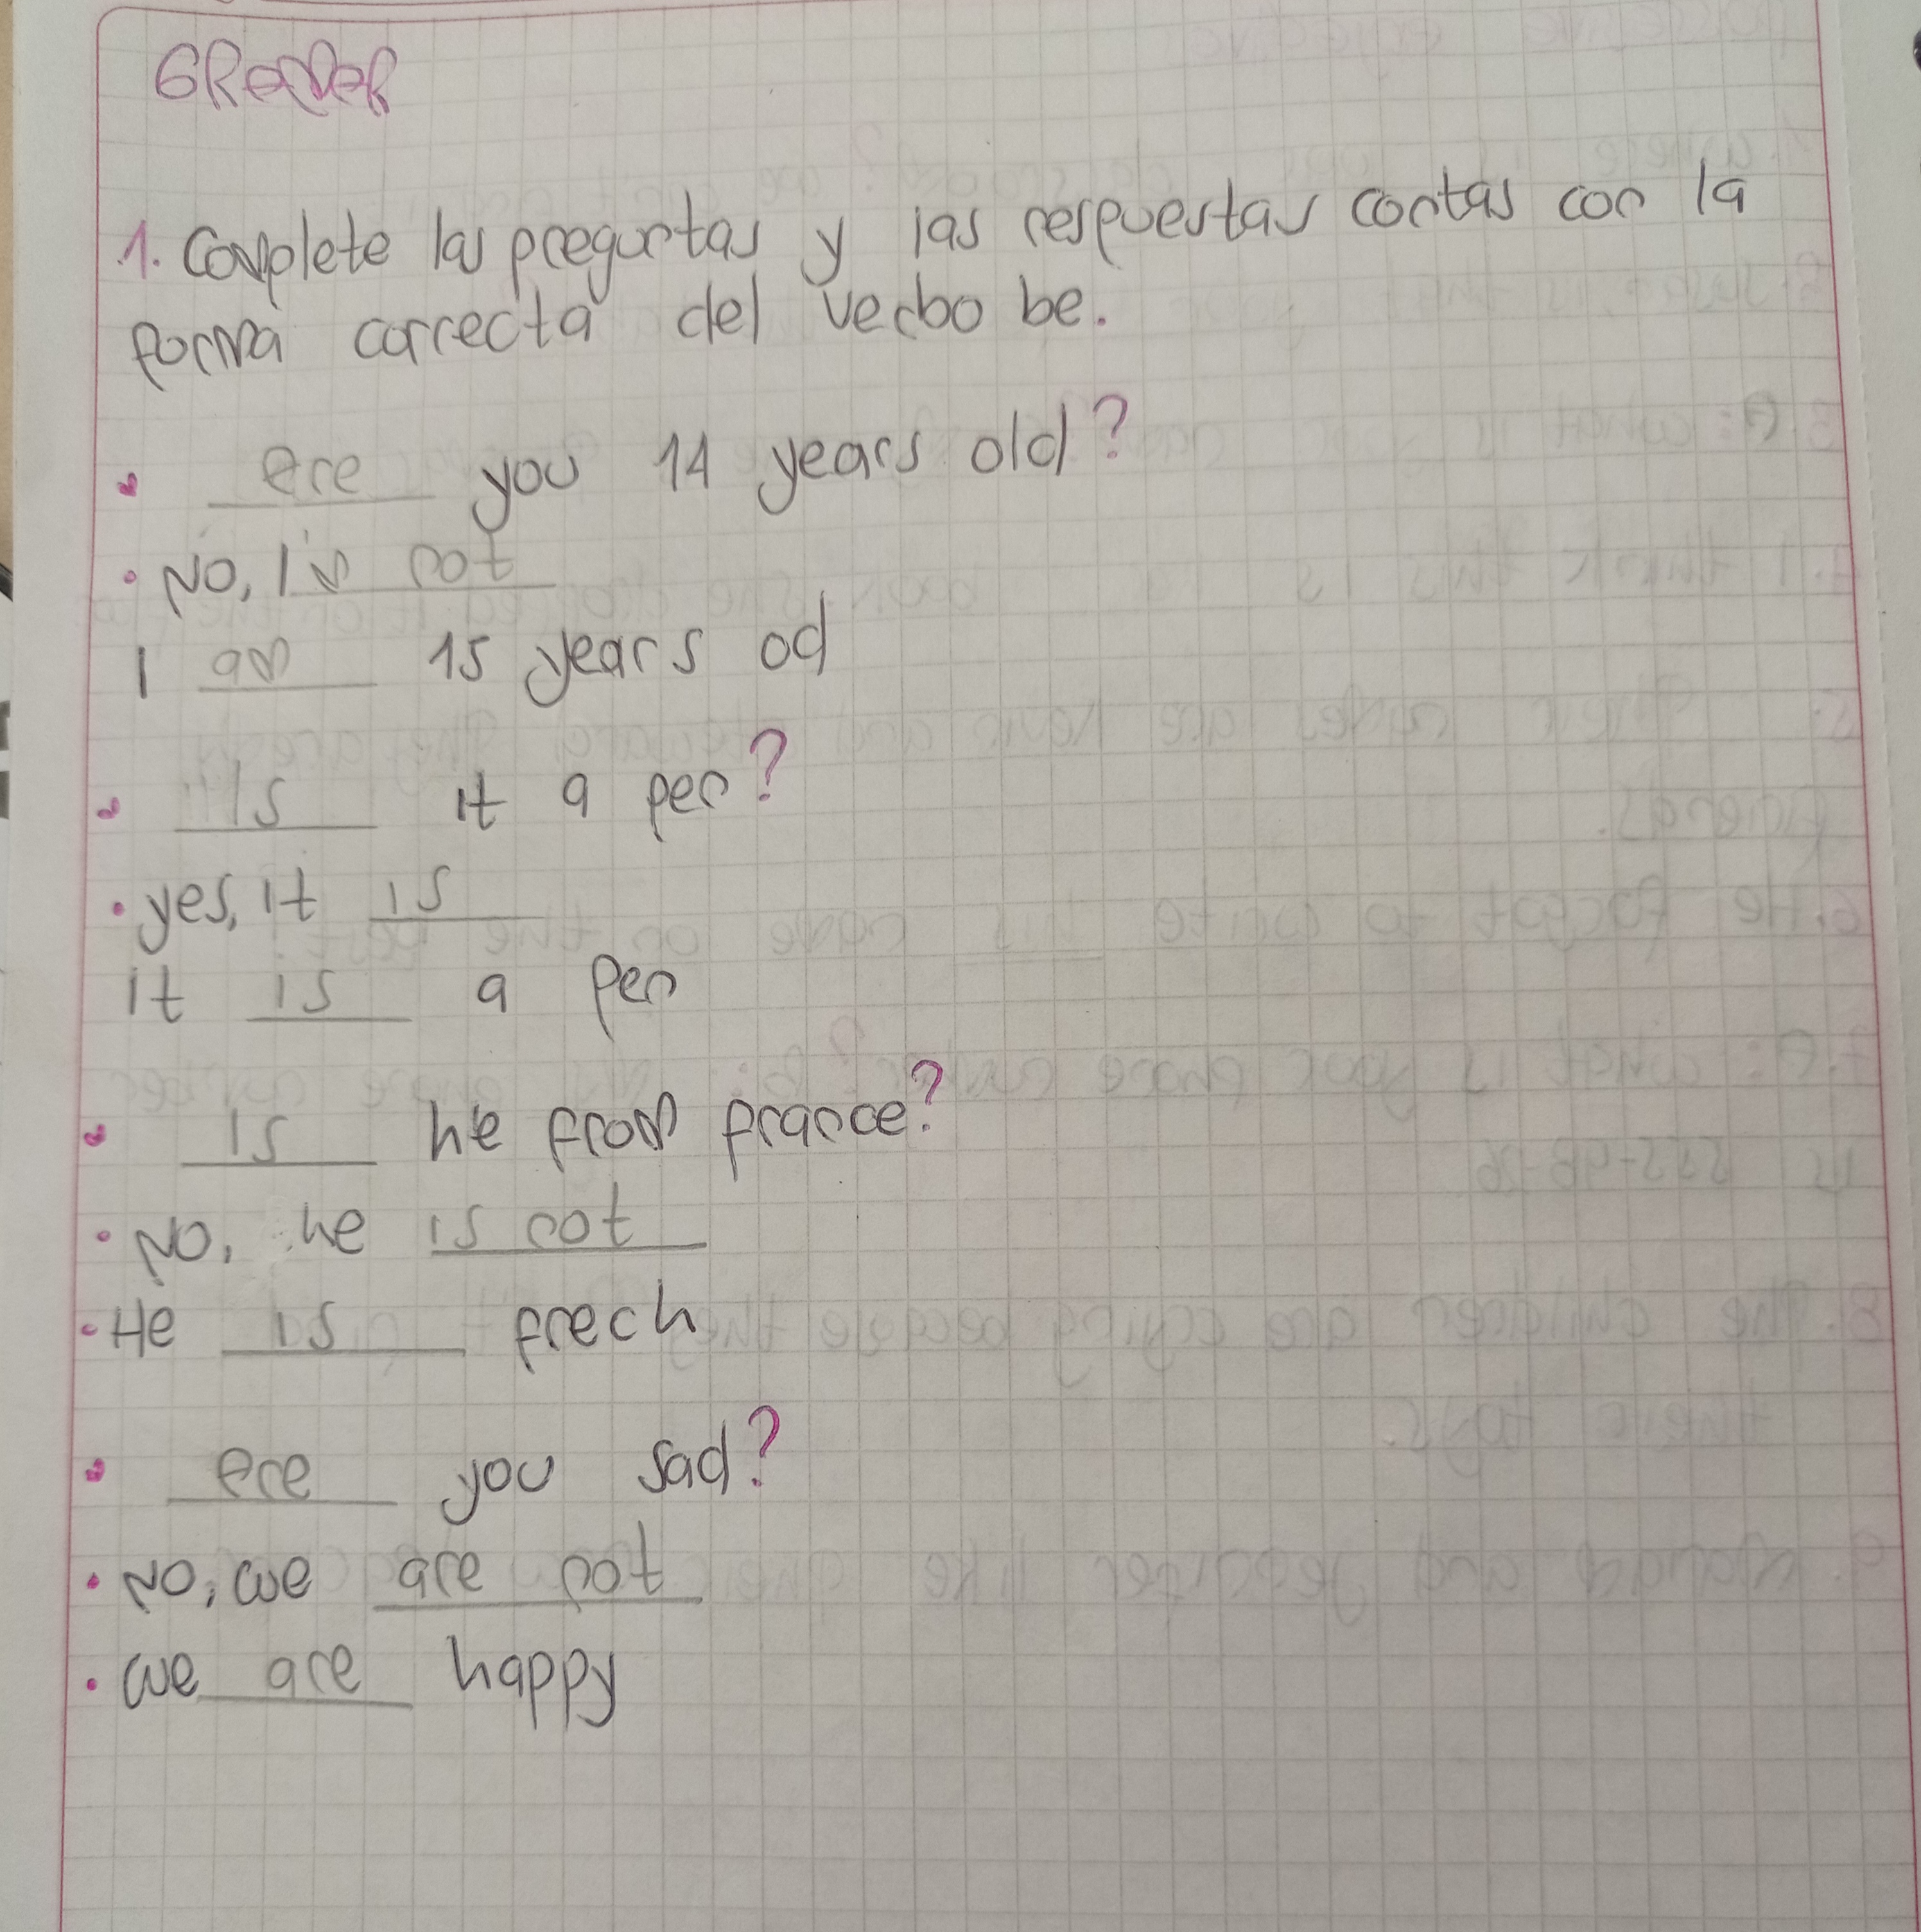 GRaмeR
1. Complete las preguntas y las respuestas cortas con la
forma correcta del verbo be.
• ere you 14 years old?
• No, I'm not
I am 15 years od
• Is it a pen?
• yes, it is
it is a pen
• Is he from france?
• No, he is not
• He is frech
• ere you sad?
• No, we are not
• we are happy